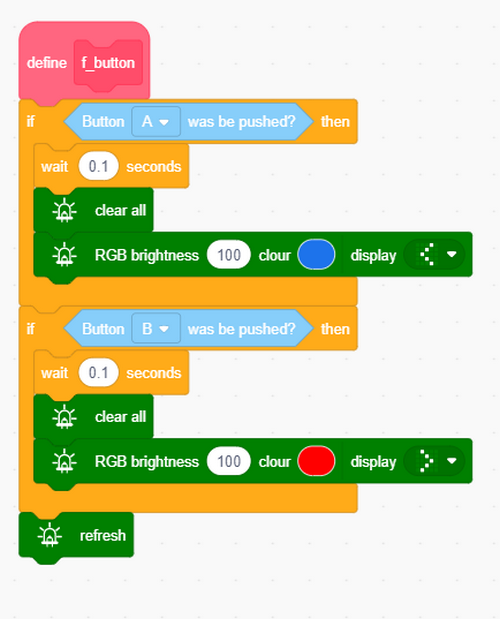 define f_button
if Button A was be pushed? then
wait 0.1 seconds
clear all
RGB brightness 100 clour display
if Button B was be pushed? then
wait 0.1 seconds
clear all
RGB brightness 100 clour display
refresh